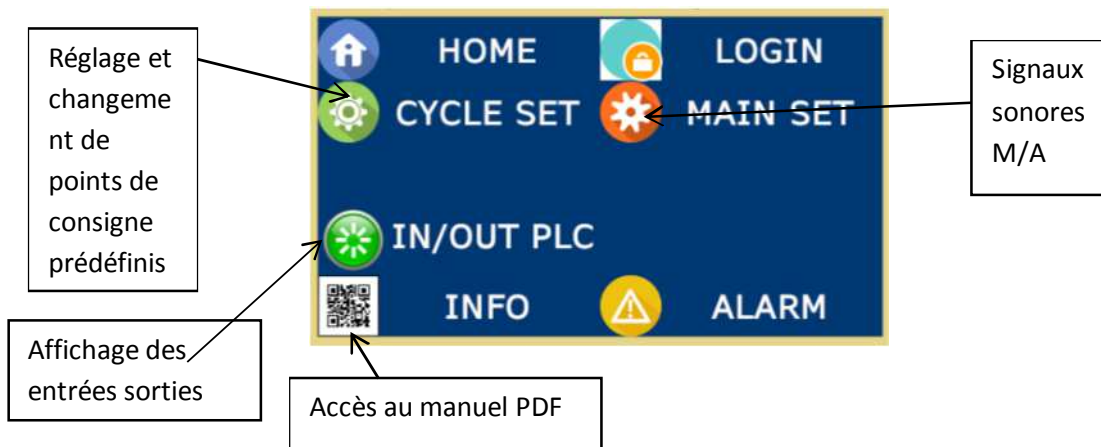 Réglage et
changeme
nt de
points de
consigne
prédéfinis
HOME
LOGIN
CYCLE SET
MAIN SET
IN/OUT PLC
INFO
ALARM
Signaux
sonores
M/A
Affichage des
entrées sorties
Accès au manuel PDF